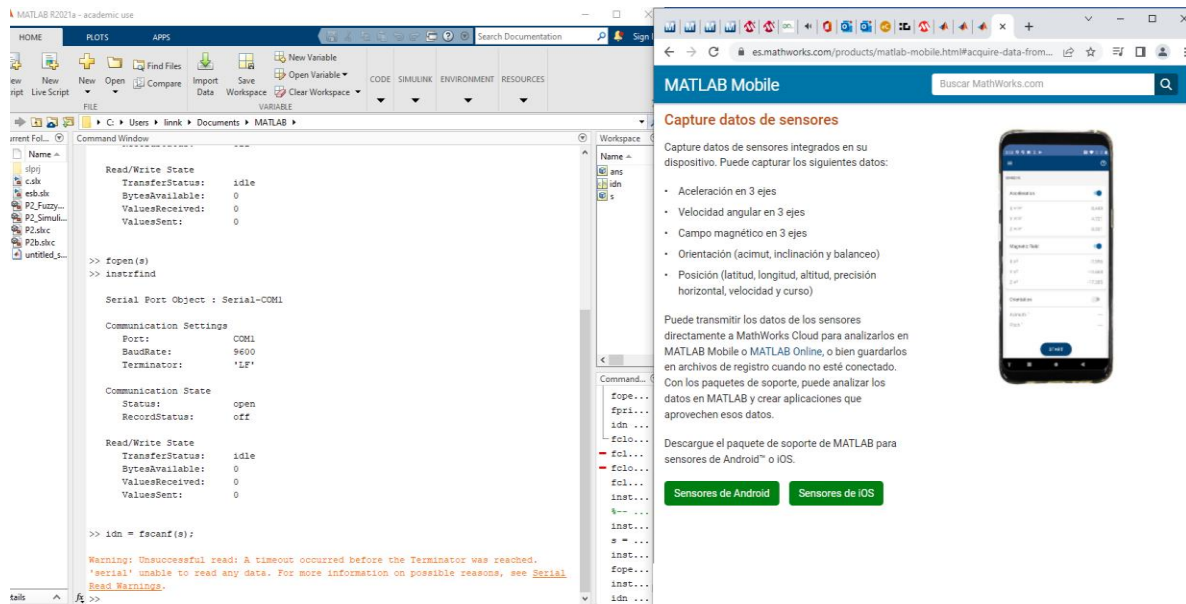 MATLAB R2021a - academic use
HOME
PLOTS
APPS
Search Documentation
Sign
New
Live Script
New
Open
Find Files
Compare
Import
Data
Save
Workspace
New Variable
Open Variable
Clear Workspace
CODE
SIMULINK
ENVIRONMENT
RESOURCES
FILE
VARIABLE
C: Users linnk Documents MATLAB
Name
slprj
c.slx
esb.slx
P2_Fuzzy...
P2_Simuli...
P2.slxc
P2b.slxc
untitled_s...
Command Window
Read/Write State
TransferStatus: idle
BytesAvailable: 0
ValuesReceived: 0
ValuesSent: 0
>> fopen(s)
>> instrfind
Serial Port Object : Serial-COM1
Communication Settings
Port: COM1
BaudRate: 9600
Terminator: 'LF'
Communication State
Status: open
RecordStatus: off
Read/Write State
TransferStatus: idle
BytesAvailable: 0
ValuesReceived: 0
ValuesSent: 0
>> idn = fscanf(s);
Warning: Unsuccessful read: A timeout occurred before the Terminator was reached.
'serial' unable to read any data. For more information on possible reasons, see Serial
Read Warnings.
fx >>
Workspace
Name
ans
idn
s
Command...
fope...
fpri...
idn ...
fclo...
fcl...
fclo...
fcl...
inst...
%-- ...
inst...
s = ...
inst...
fope...
inst...
idn ...
es.mathworks.com/products/matlab-mobile.html#acquire-data-from...
MATLAB Mobile
Buscar MathWorks.com
Capture datos de sensores
Capture datos de sensores integrados en su
dispositivo. Puede capturar los siguientes datos:
• Aceleración en 3 ejes
• Velocidad angular en 3 ejes
• Campo magnético en 3 ejes
• Orientación (acimut, inclinación y balanceo)
• Posición (latitud, longitud, altitud, precisión
horizontal, velocidad y curso)
Puede transmitir los datos de los sensores
directamente a MathWorks Cloud para analizarlos en
MATLAB Mobile o MATLAB Online, o bien guardarlos
en archivos de registro cuando no esté conectado.
Con los paquetes de soporte, puede analizar los
datos en MATLAB y crear aplicaciones que
aprovechen esos datos.
Descargue el paquete de soporte de MATLAB para
sensores de Android™ o iOS.
Sensores de Android
Sensores de iOS